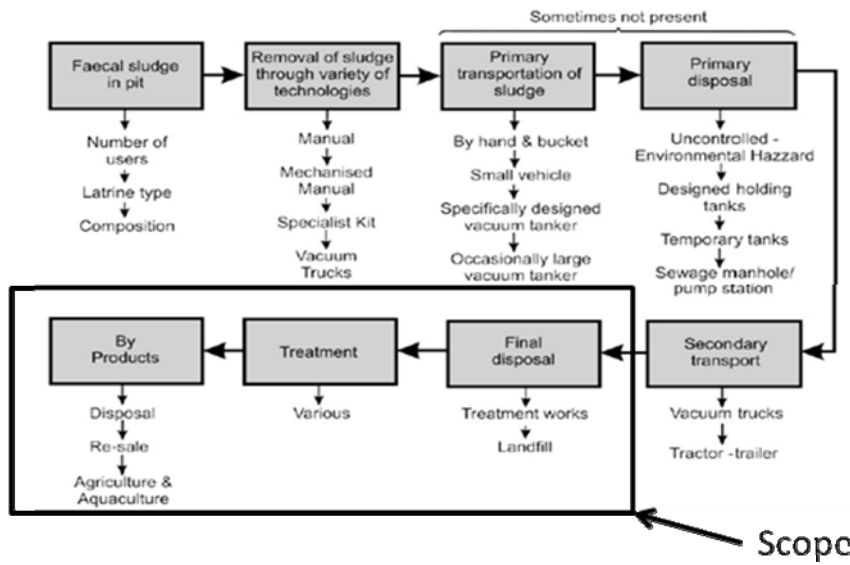 Sometimes not present
Faecal sludge
in pit
Removal of sludge
through variety of
technologies
Primary
transportation of
sludge
Primary
disposal
Number of
users
Latrine type
Composition
Manual
Mechanised
Manual
Specialist Kit
Vacuum
Trucks
By hand & bucket
Small vehicle
Specifically designed
vacuum tanker
Occasionally large
vacuum tanker
Uncontrolled -
Environmental Hazzard
Designed holding
tanks
Temporary tanks
Sewage manhole/
pump station
By
Products
Treatment
Final
disposal
Secondary
transport
Disposal
Re-sale
Agriculture &
Aquaculture
Various
Treatment works
Landfill
Vacuum trucks
Tractor -trailer
Scope